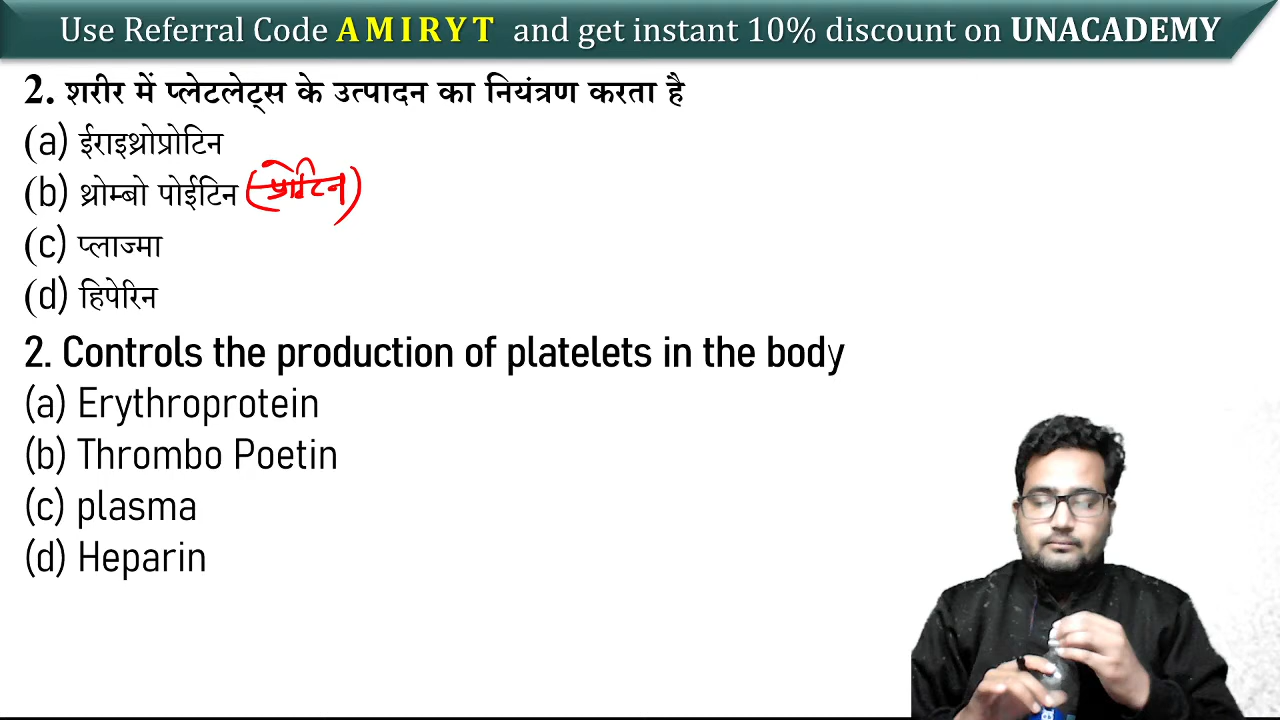 Use Referral Code A M I R Y T and get instant 10% discount on UNACADEMY
2. शरीर में प्लेटलेट्स के उत्पादन का नियंत्रण करता है
(a) ईराइथ्रोप्रोटिन
(b) थ्रोम्बो पोईटिन (प्रोटिन)
(c) प्लाज्मा
(d) हिपेरिन
2. Controls the production of platelets in the body
(a) Erythroprotein
(b) Thrombo Poetin
(c) plasma
(d) Heparin